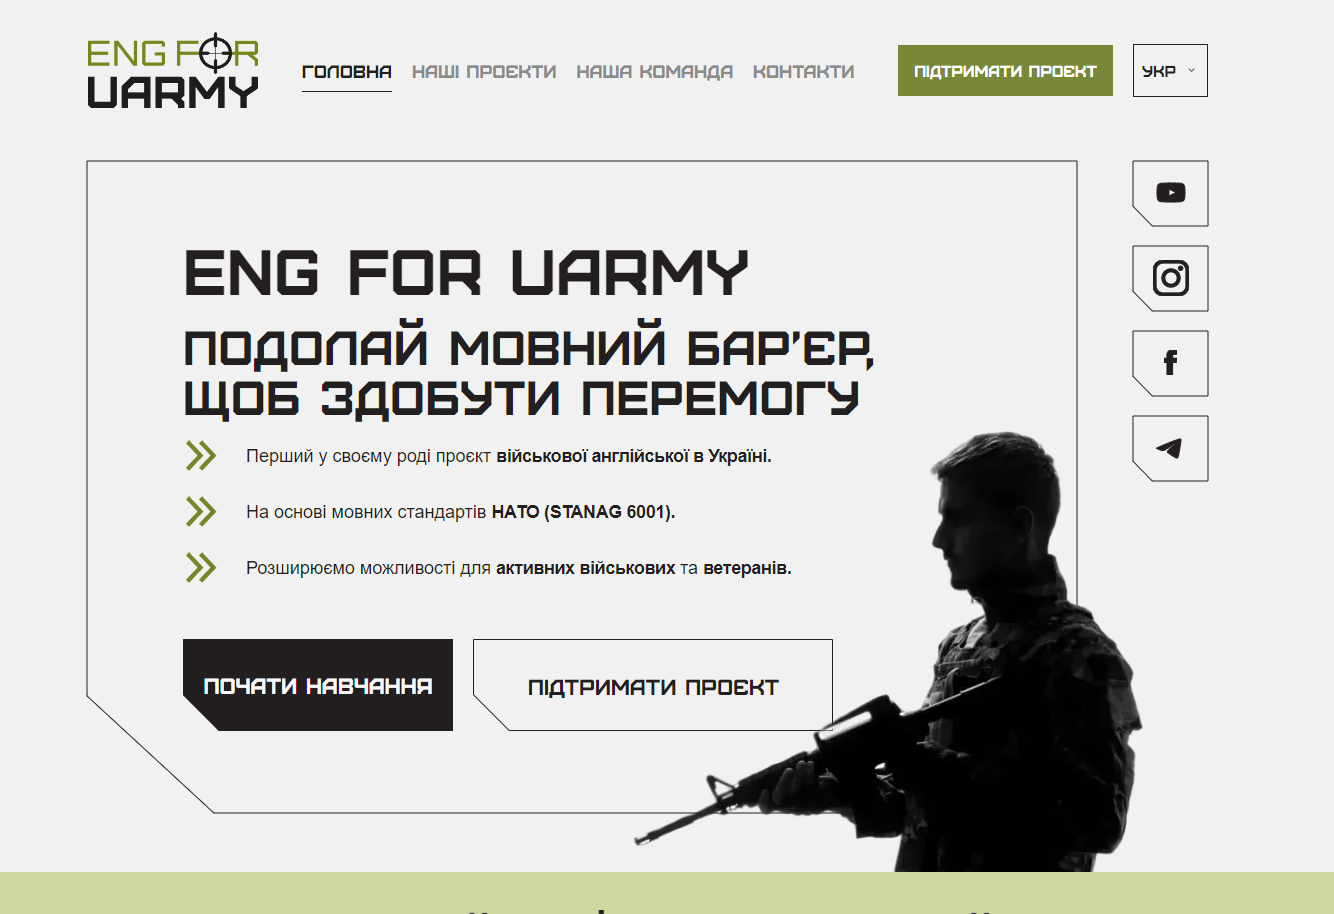 ENG FOR
UARMY
ГОЛОВНА
НАШІ ПРОЕКТИ
НАША КОМАНДА
КОНТАКТИ
ПІДТРИМАТИ ПРОЕКТ
УКР
ENG FOR UARMY
ПОДОЛАЙ МОВНИЙ БАР’ЄР,
ЩОБ ЗДОБУТИ ПЕРЕМОГУ
Перший у своєму роді проєкт військової англійської в Україні.
На основі мовних стандартів НАТО (STANAG 6001).
Розширюємо можливості для активних військових та ветеранів.
ПОЧАТИ НАВЧАННЯ
ПІДТРИМАТИ ПРОЄКТ